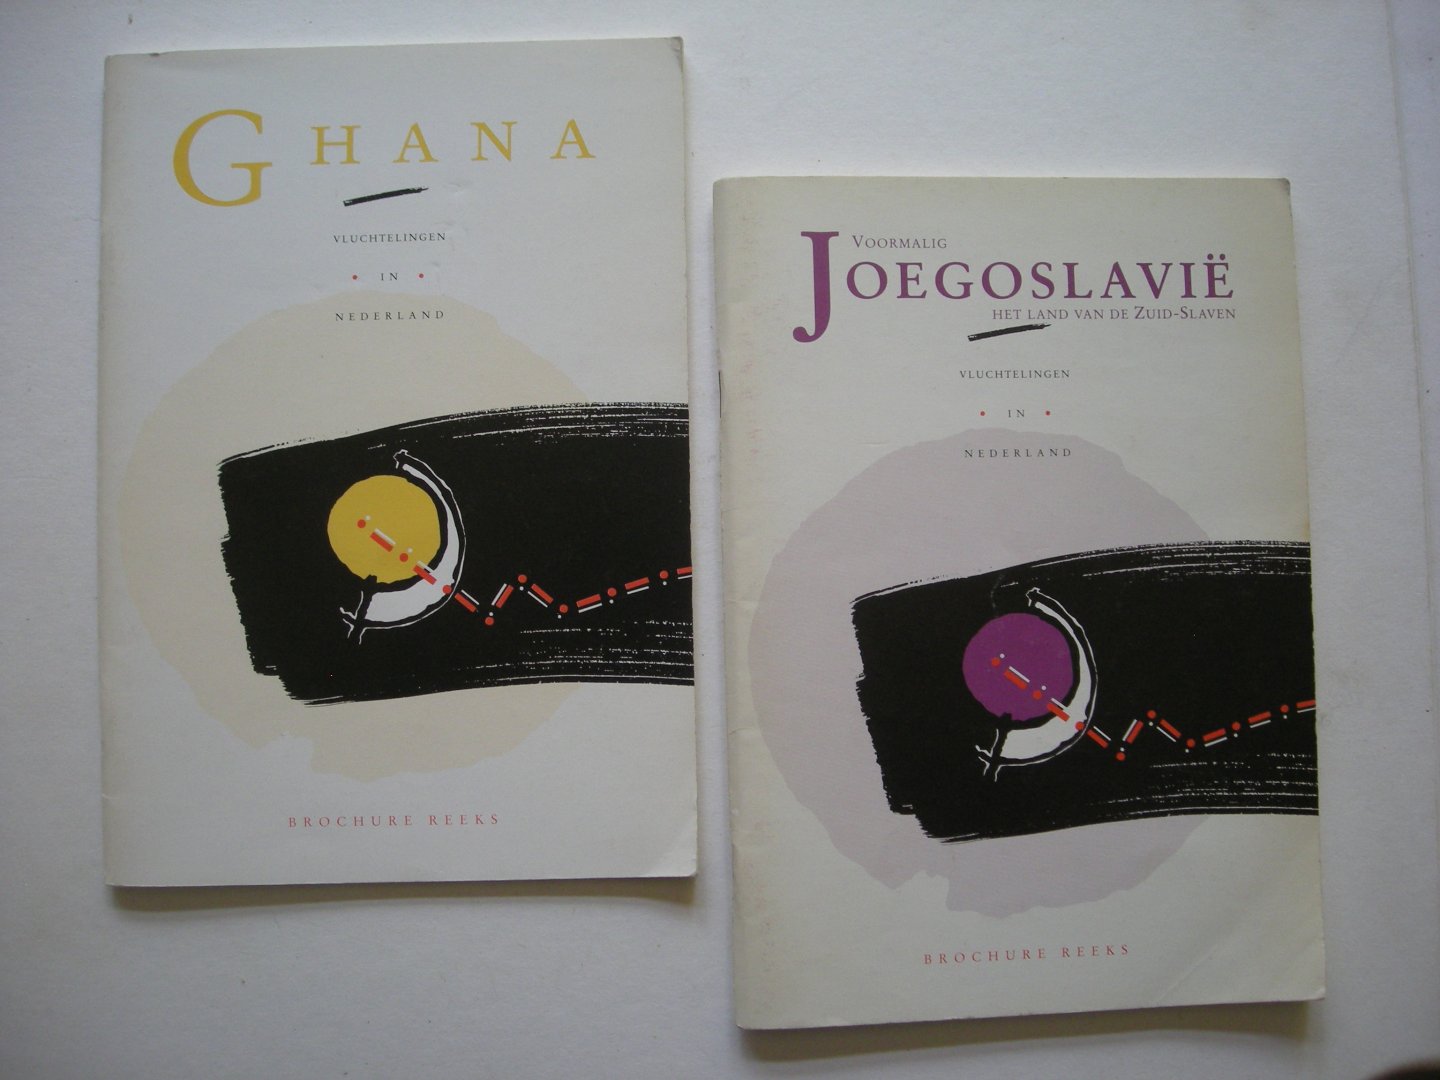 GHANA
VLUCHTELINGEN
• IN •
NEDERLAND
BROCHURE REEKS
VOORMALIG
JOEGOSLAVIË
HET LAND VAN DE ZUID-SLAVEN
VLUCHTELINGEN
• IN •
NEDERLAND
BROCHURE REEKS